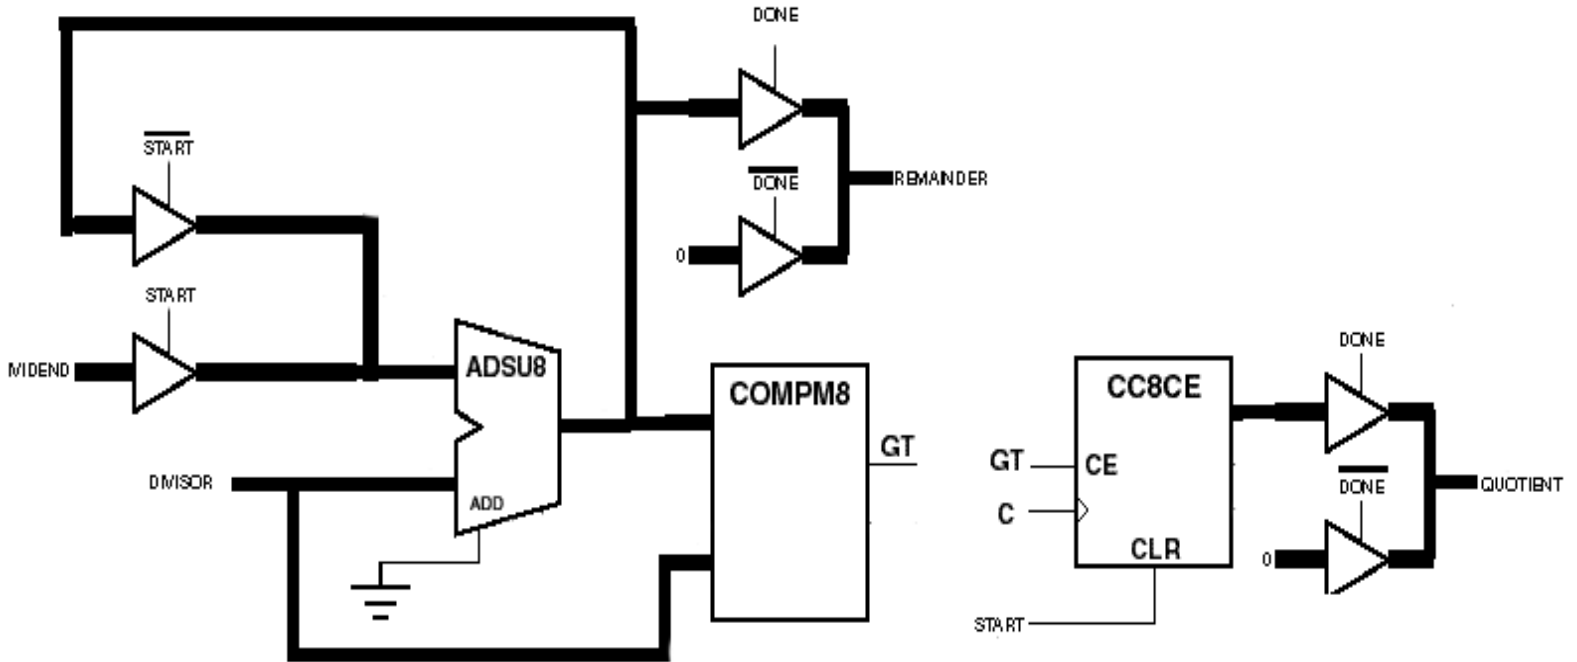 DONE
START
DONE
REMAINDER
0
START
IVIDEND
ADSU8
DIVISOR
ADD
COMPM8
GT
DONE
CC8CE
GT
CE
C
CLR
START
DONE
QUOTIENT
0